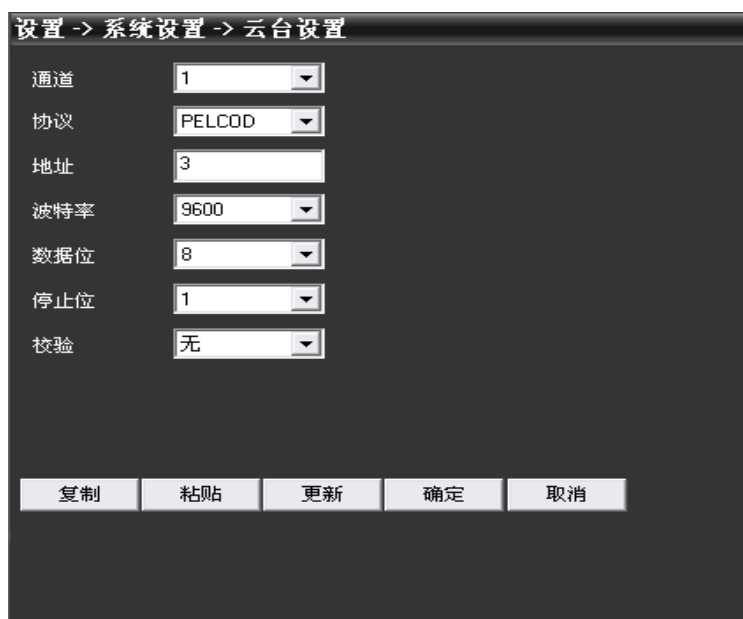 设置 -> 系统设置 -> 云台设置
通道 1
协议 PELCOD
地址 3
波特率 9600
数据位 8
停止位 1
校验 无
复制 粘贴 更新 确定 取消